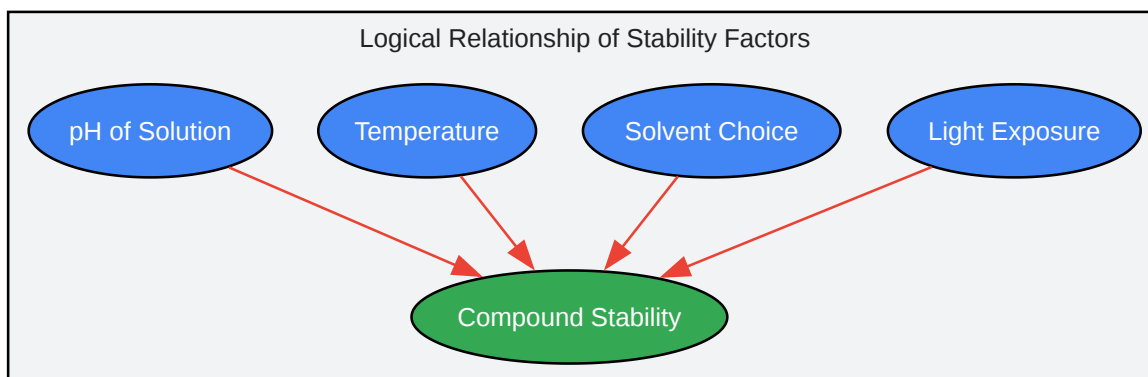 Logical Relationship of Stability Factors
pH of Solution
Temperature
Solvent Choice
Light Exposure
Compound Stability